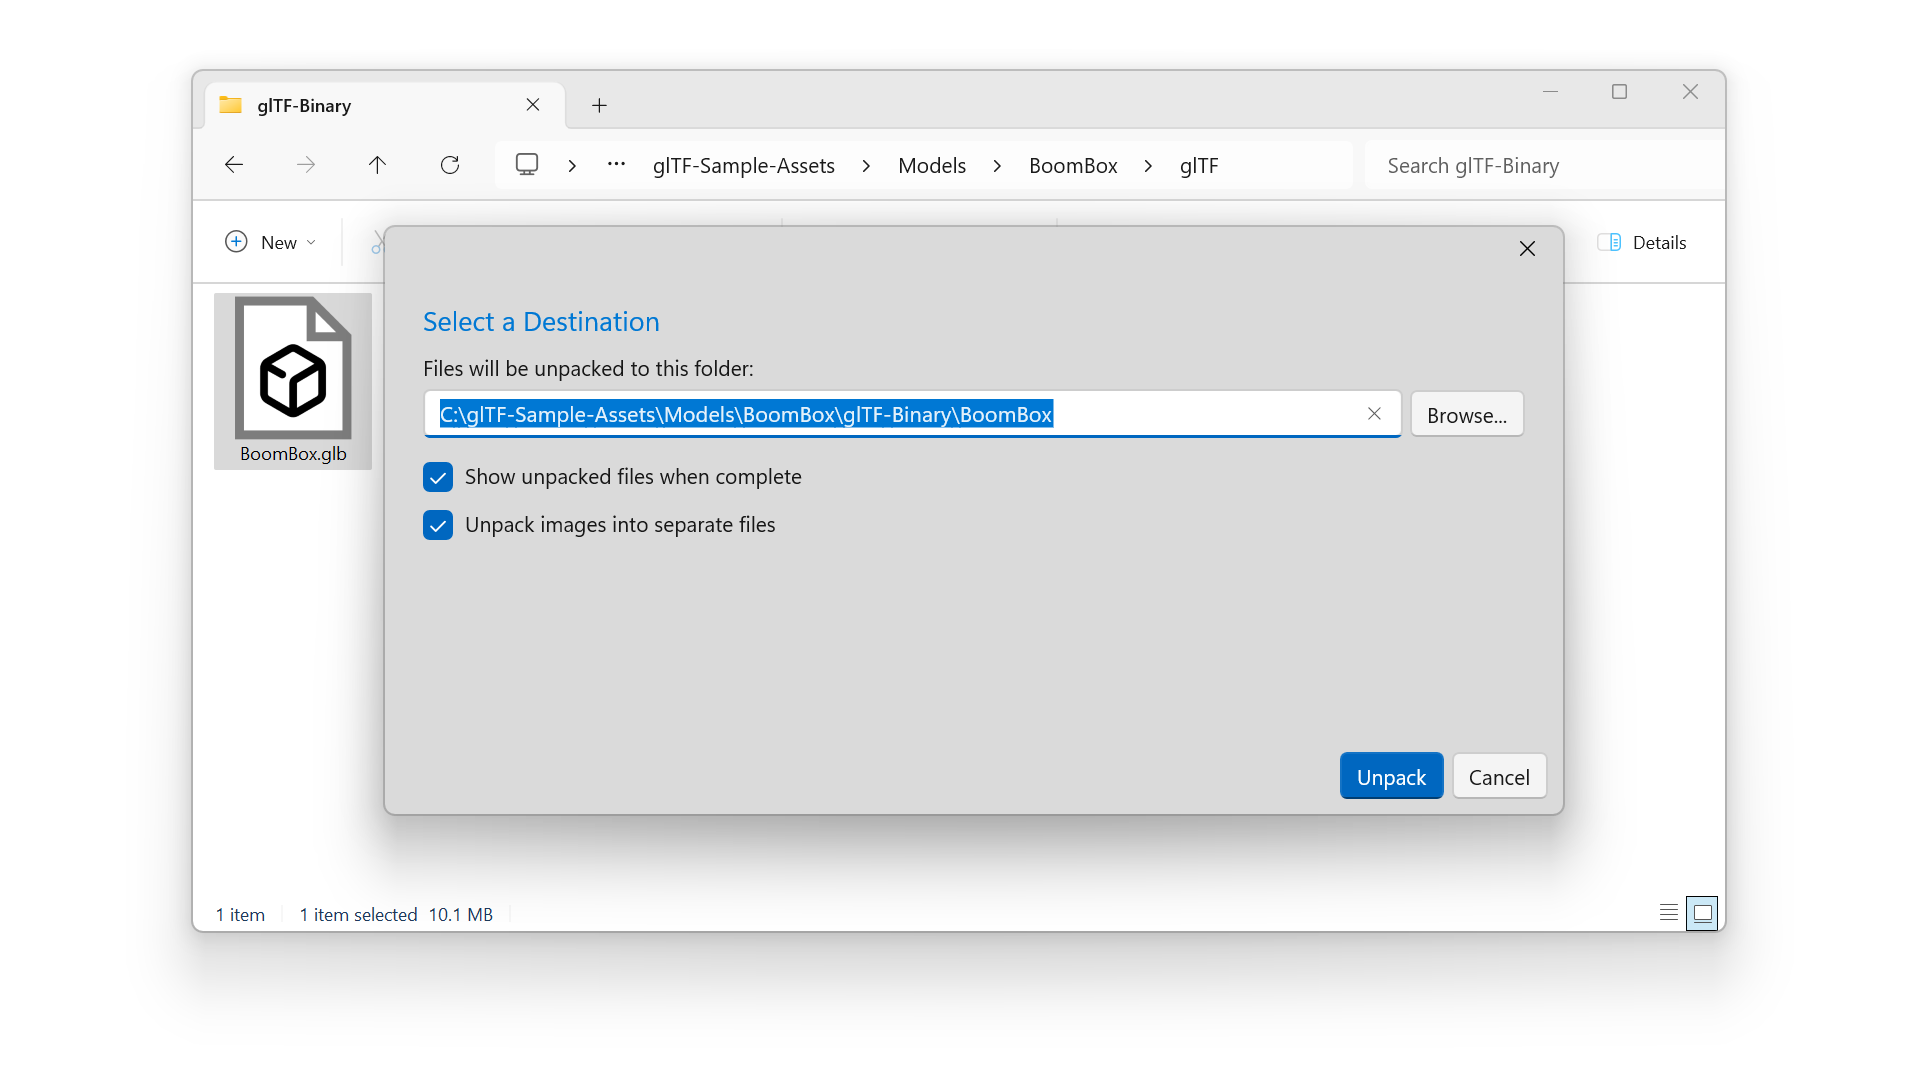 glTF-Binary
glTF-Sample-Assets
Models
BoomBox
glTF
Search glTF-Binary
New
Details
Select a Destination
Files will be unpacked to this folder:
C:\glTF-Sample-Assets\Models\BoomBox\glTF-Binary\BoomBox
Browse...
BoomBox.glb
Show unpacked files when complete
Unpack images into separate files
Unpack
Cancel
1 item
1 item selected 10.1 MB